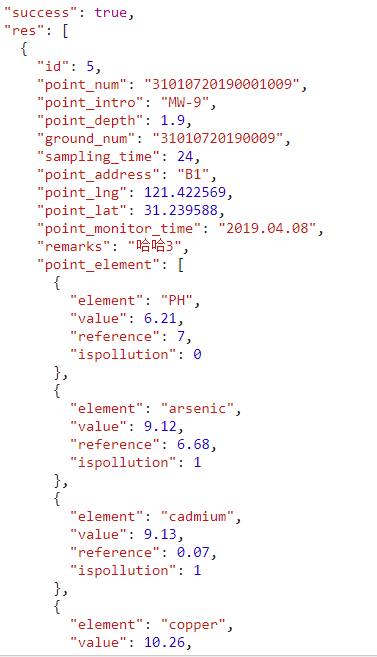 "success": true,
"res": [
{
"id": 5,
"point_num": "31010720190001009",
"point_intro": "MW-9",
"point_depth": 1.9,
"ground_num": "31010720190009",
"sampling_time": 24,
"point_address": "B1",
"point_lng": 121.422569,
"point_lat": 31.239588,
"point_monitor_time": "2019.04.08",
"remarks": "哈哈3",
"point_element": [
{
"element": "PH",
"value": 6.21,
"reference": 7,
"ispollution": 0
},
{
"element": "arsenic",
"value": 9.12,
"reference": 6.68,
"ispollution": 1
},
{
"element": "cadmium",
"value": 9.13,
"reference": 0.07,
"ispollution": 1
},
{
"element": "copper",
"value": 10.26,